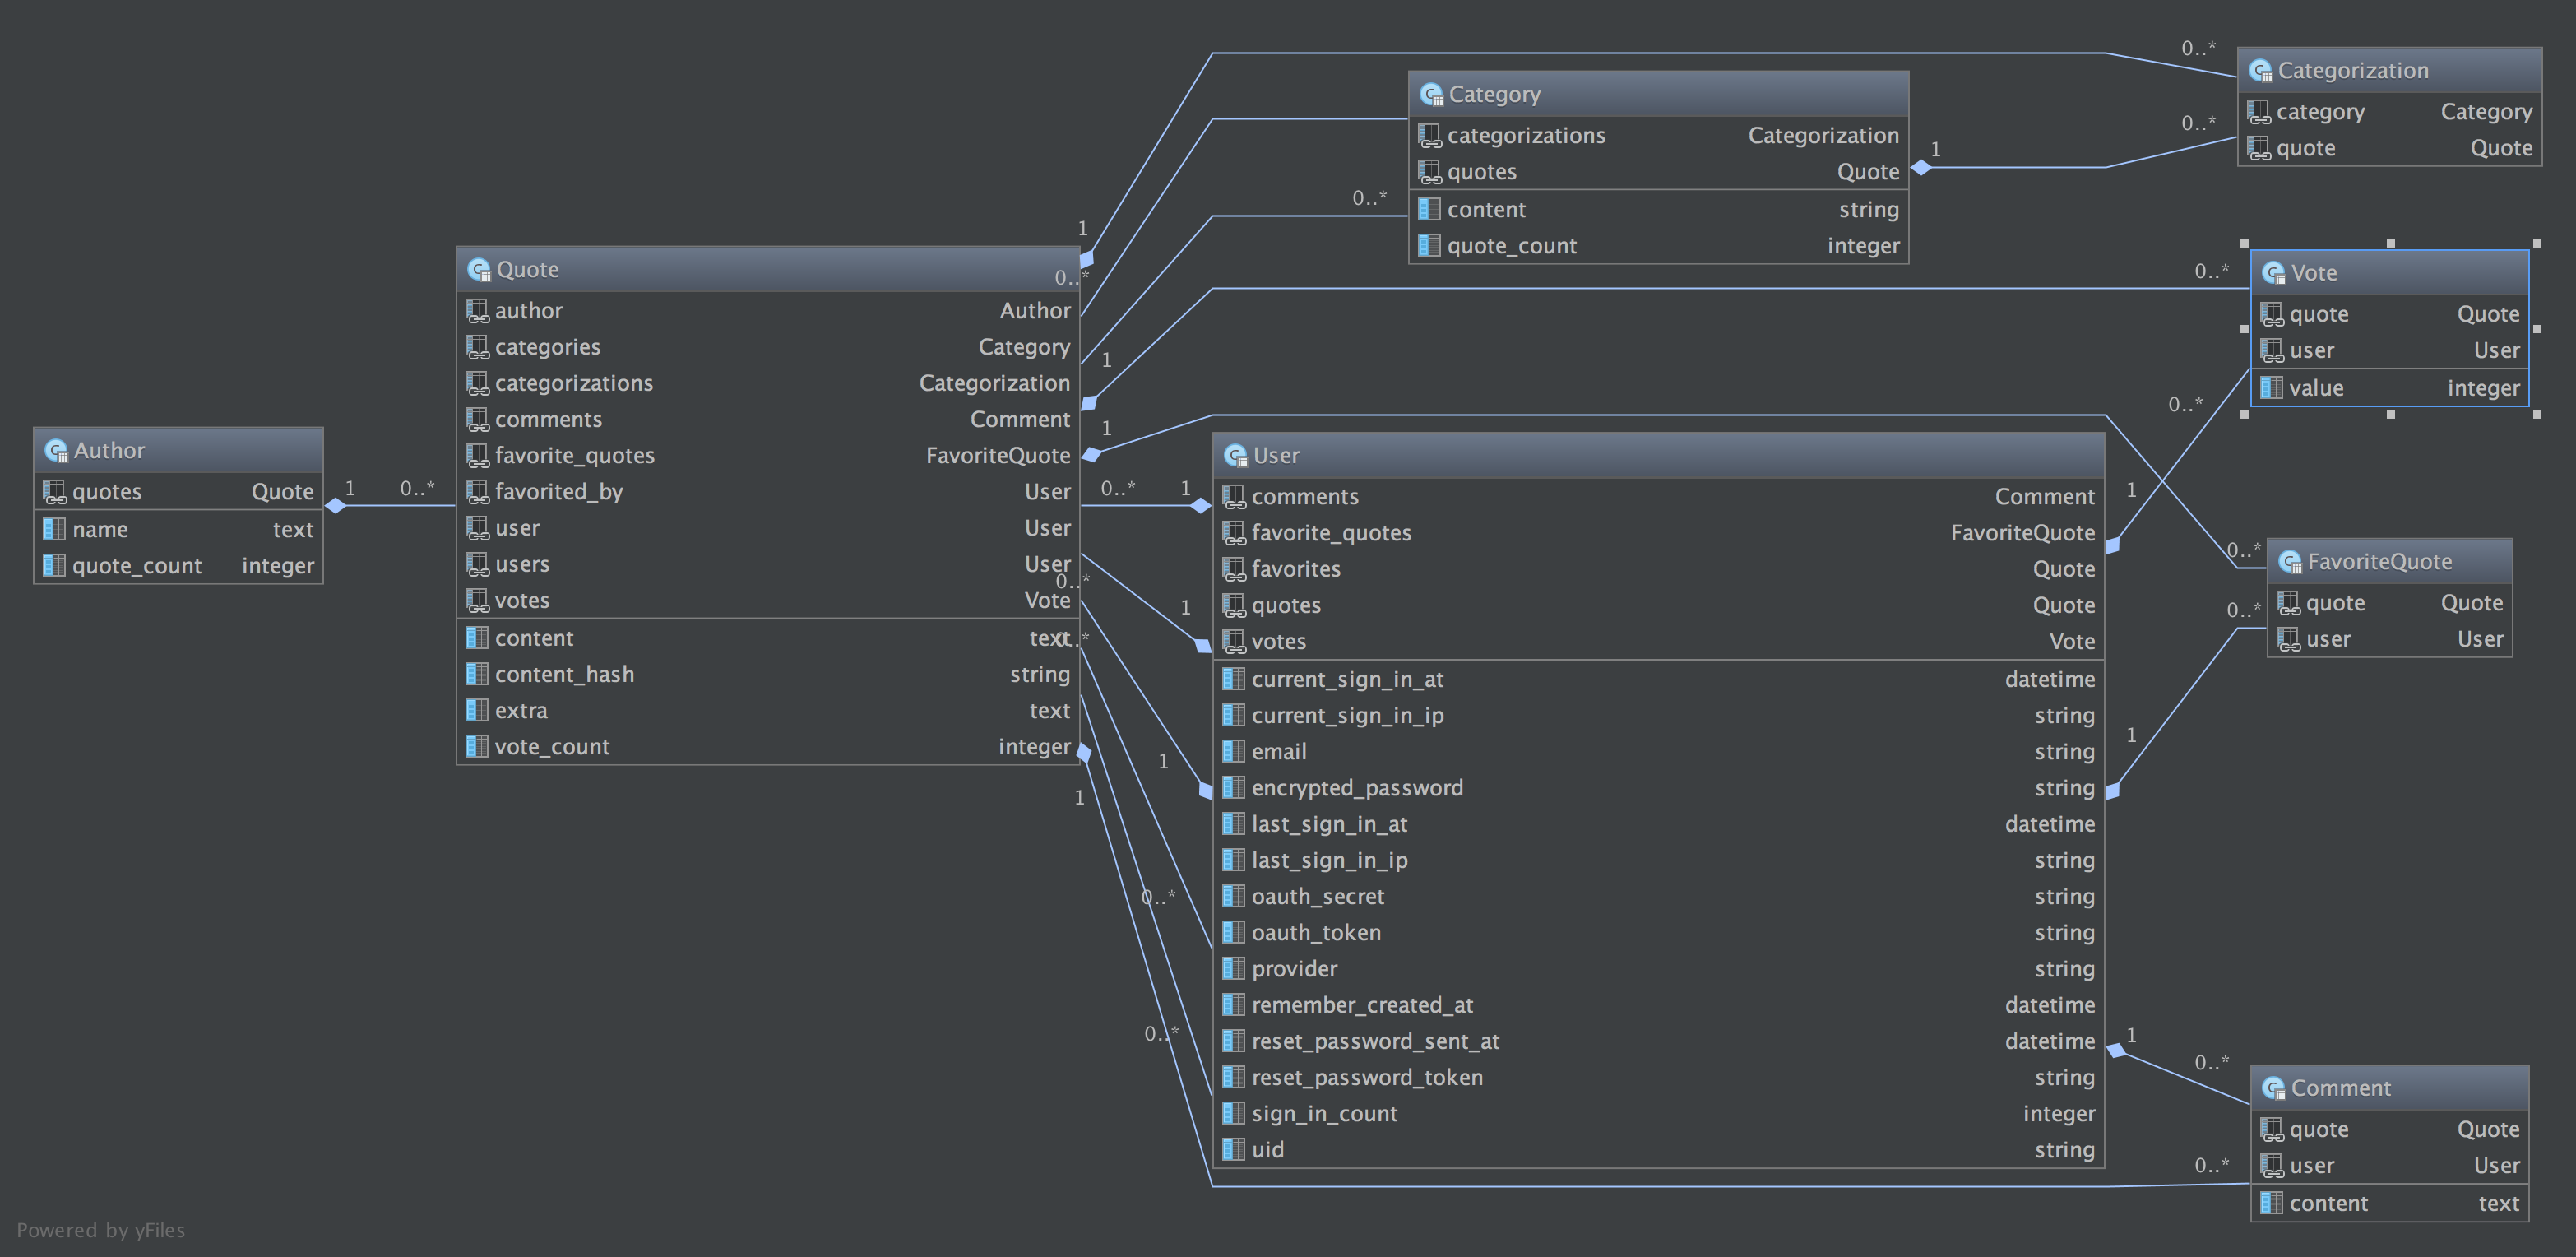 Author
quotes Quote
name text
quote_count integer
1
0..*
Quote
author Author
categories Category
categorizations Categorization
comments Comment
favorite_quotes FavoriteQuote
favorited_by User
user User
users User
votes Vote
content text
content_hash string
extra text
vote_count integer
1
0..*
1
1
0..*
1
0..*
1
0..*
1
1
0..*
0..*
0..*
Category
categorizations Categorization
quotes Quote
content string
quote_count integer
1
0..*
0..*
Categorization
category Category
quote Quote
0..*
0..*
Vote
quote Quote
user User
value integer
User
comments Comment
favorite_quotes FavoriteQuote
favorites Quote
quotes Quote
votes Vote
current_sign_in_at datetime
current_sign_in_ip string
email string
encrypted_password string
last_sign_in_at datetime
last_sign_in_ip string
oauth_secret string
oauth_token string
provider string
remember_created_at datetime
reset_password_sent_at datetime
reset_password_token string
sign_in_count integer
uid string
1
0..*
0..*
1
FavoriteQuote
quote Quote
user User
1
0..*
0..*
Comment
quote Quote
user User
content text
Powered by yFiles